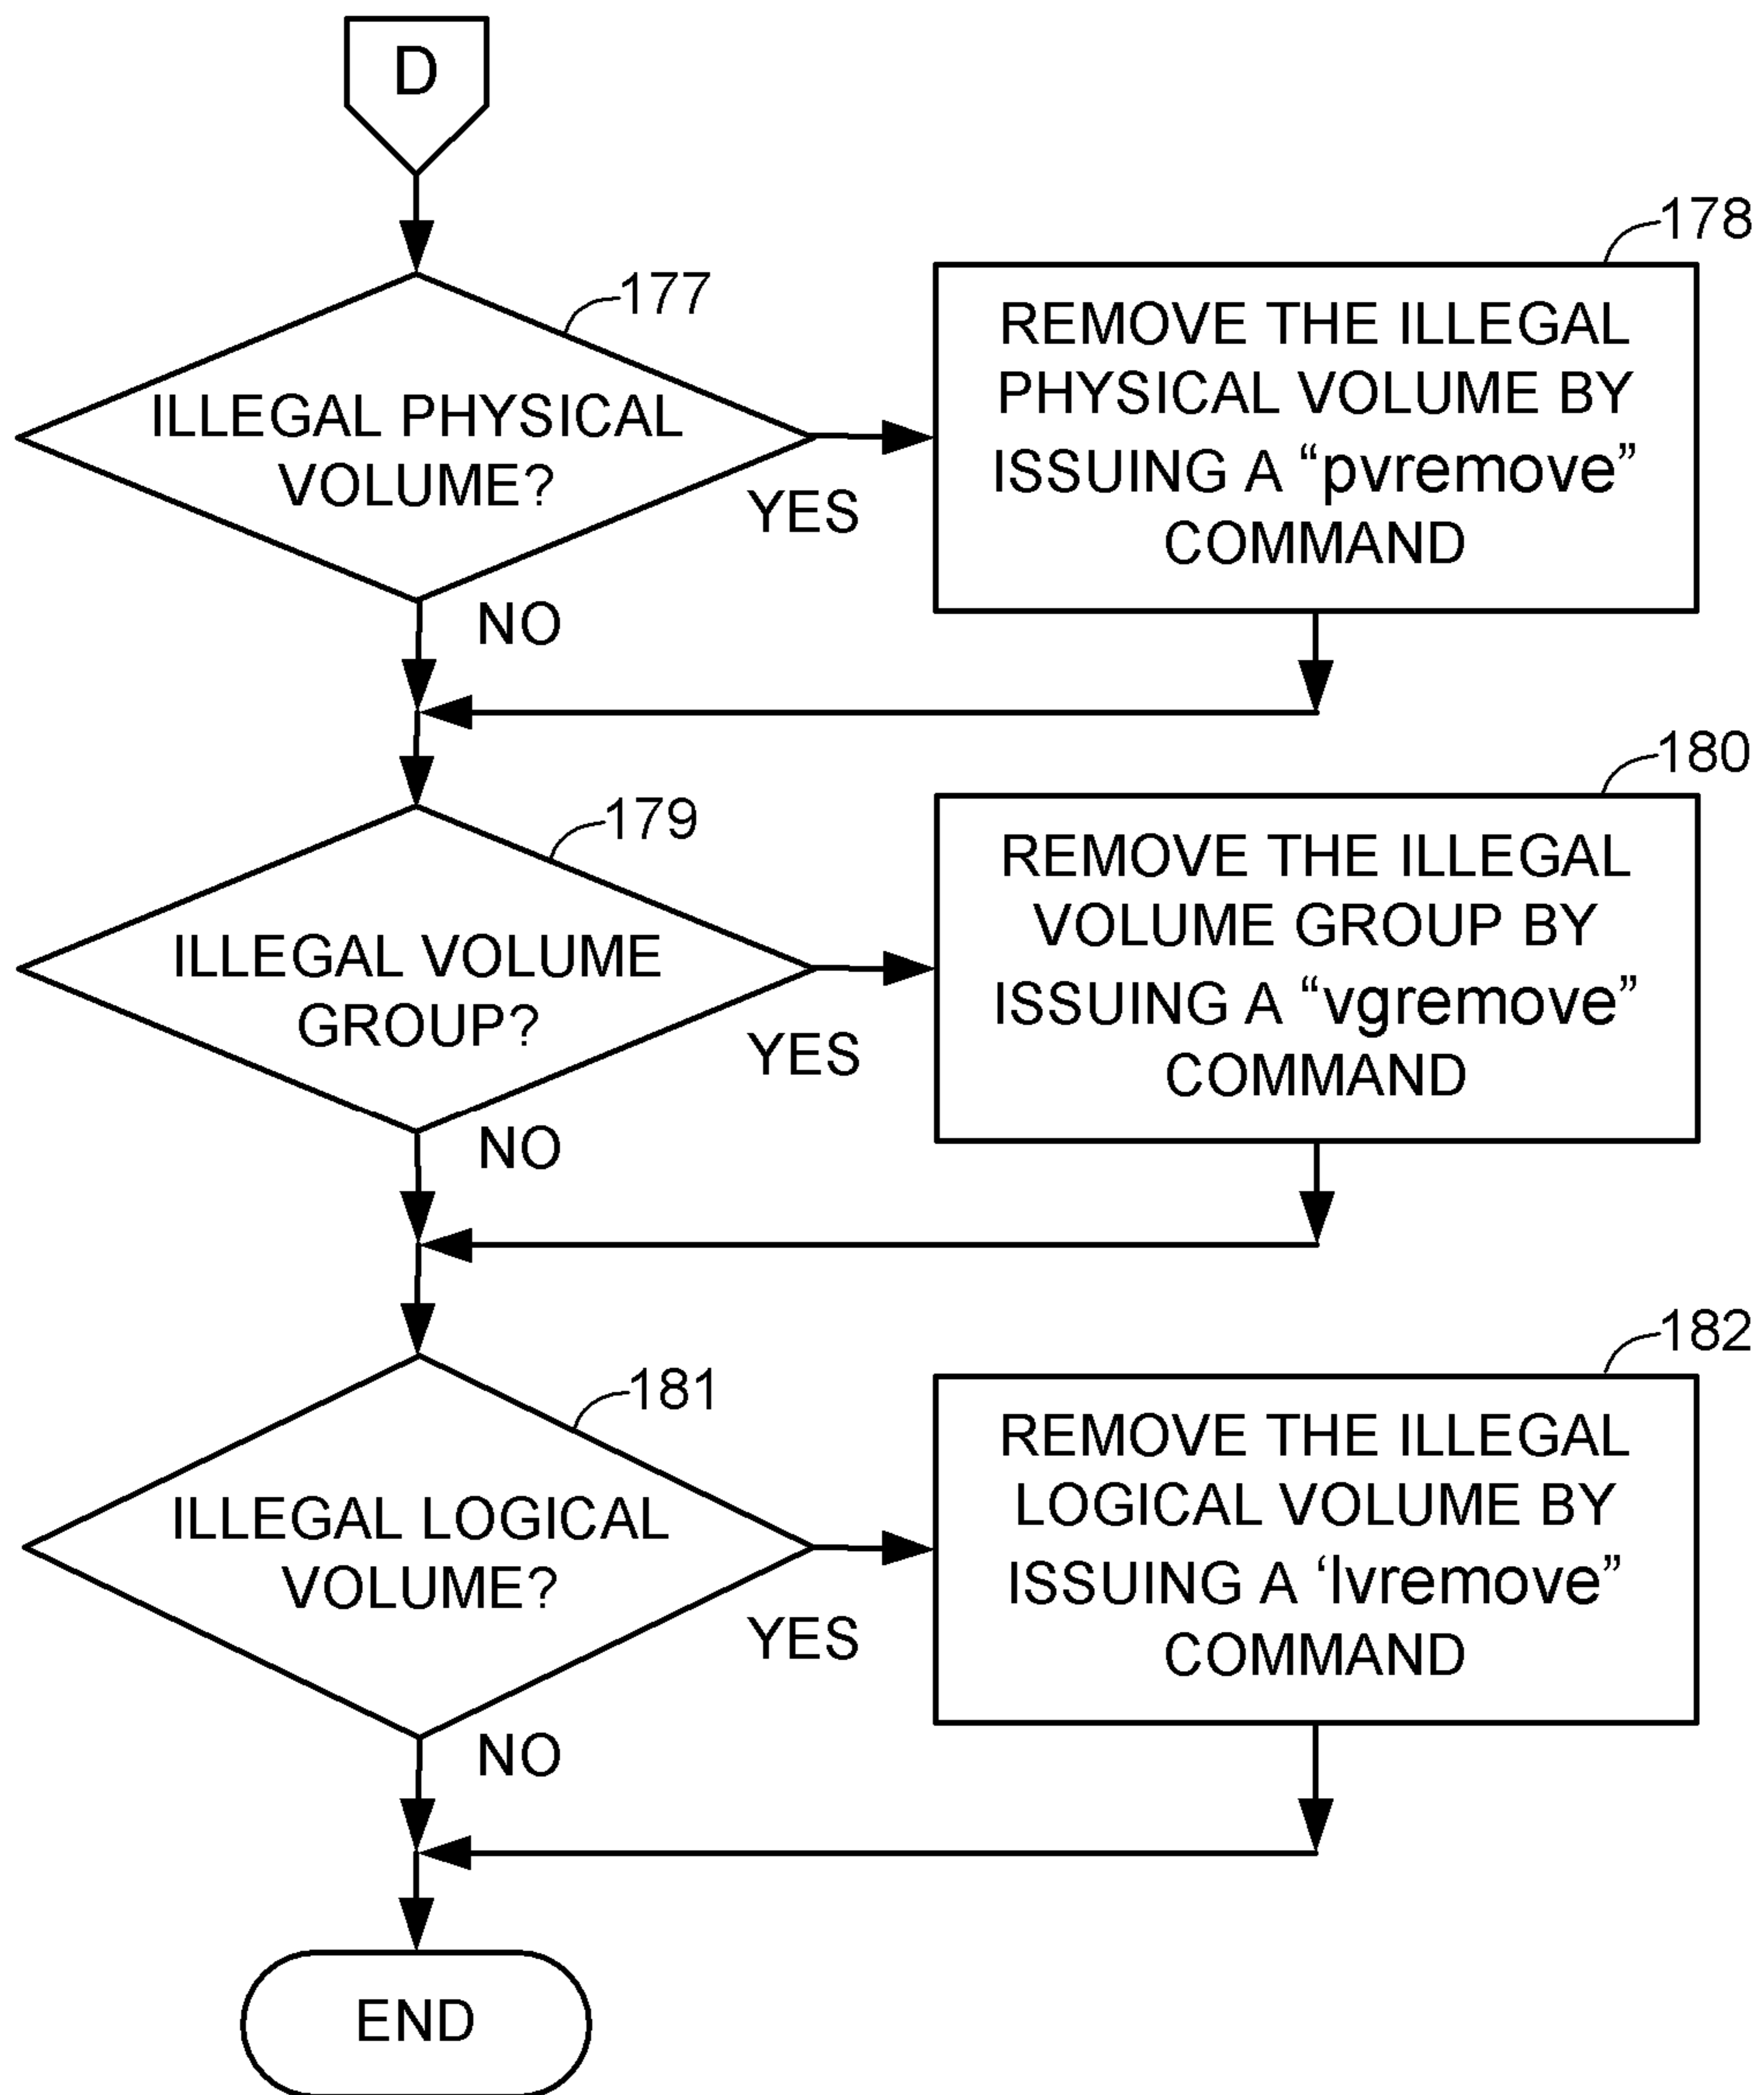 D
177
ILLEGAL PHYSICAL
VOLUME?
YES
NO
178
REMOVE THE ILLEGAL
PHYSICAL VOLUME BY
ISSUING A “pvremove”
COMMAND
179
ILLEGAL VOLUME
GROUP?
YES
NO
180
REMOVE THE ILLEGAL
VOLUME GROUP BY
ISSUING A “vgremove”
COMMAND
181
ILLEGAL LOGICAL
VOLUME?
YES
NO
182
REMOVE THE ILLEGAL
LOGICAL VOLUME BY
ISSUING A ‘lvremove”
COMMAND
END